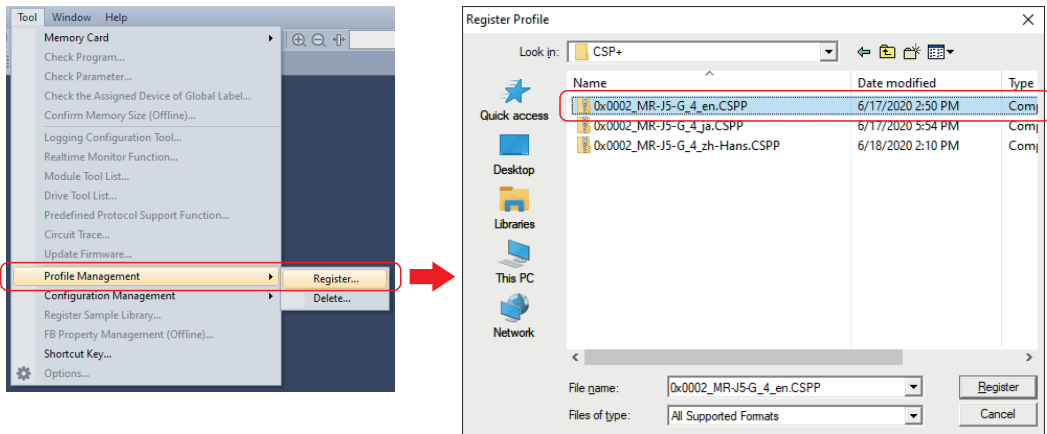 Tool Window Help
Memory Card
Check Program...
Check Parameter...
Check the Assigned Device of Global Label...
Confirm Memory Size (Offline)...
Logging Configuration Tool...
Realtime Monitor Function...
Module Tool List...
Drive Tool List...
Predefined Protocol Support Function...
Circuit Trace...
Update Firmware...
Profile Management
Register...
Configuration Management
Delete...
Register Sample Library...
FB Property Management (Offline)...
Shortcut Key...
Options...
Register Profile
Look in: CSP+
Name Date modified Type
0x0002_MR-J5-G_4_en.CSPP 6/17/2020 2:50 PM Com
0x0002_MR-J5-G_4_ja.CSPP 6/17/2020 5:54 PM Com
0x0002_MR-J5-G_4_zh-Hans.CSPP 6/18/2020 2:10 PM Com
Quick access
Desktop
Libraries
This PC
Network
File name: 0x0002_MR-J5-G_4_en.CSPP Register
Files of type: All Supported Formats Cancel